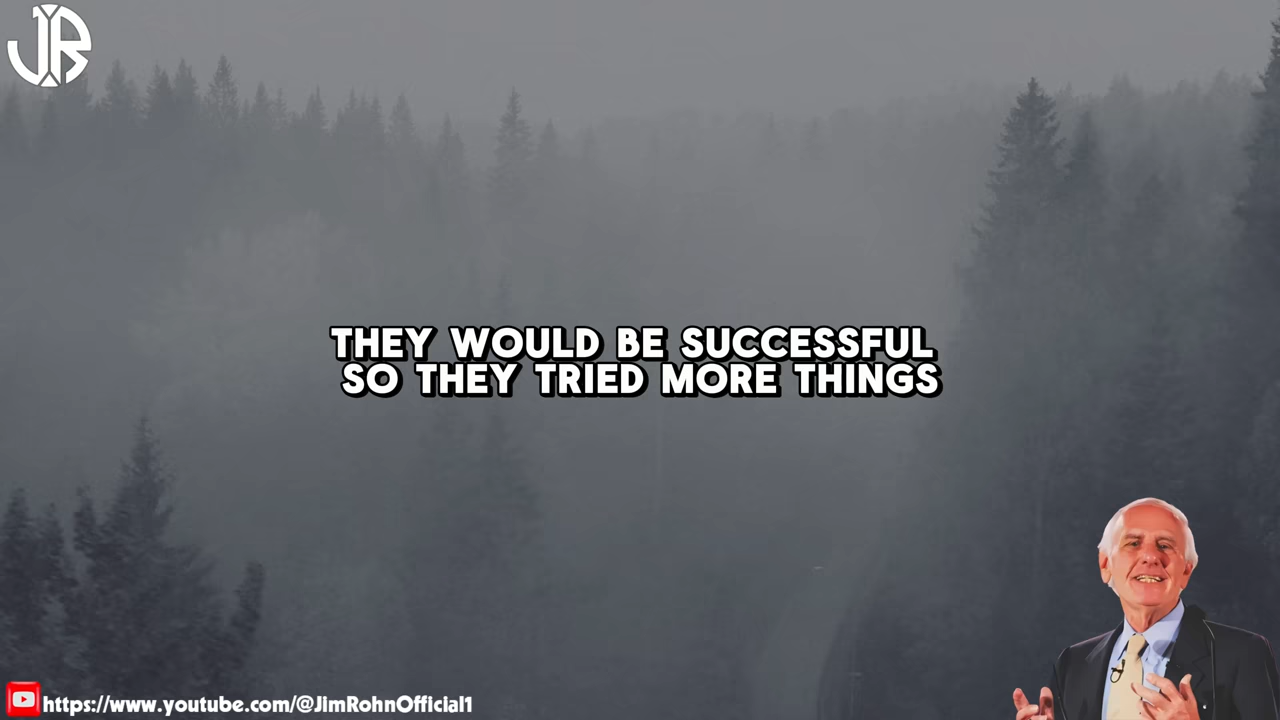 JR
THEY WOULD BE SUCCESSFUL
SO THEY TRIED MORE THINGS
https://www.youtube.com/@JimRohnOfficial1